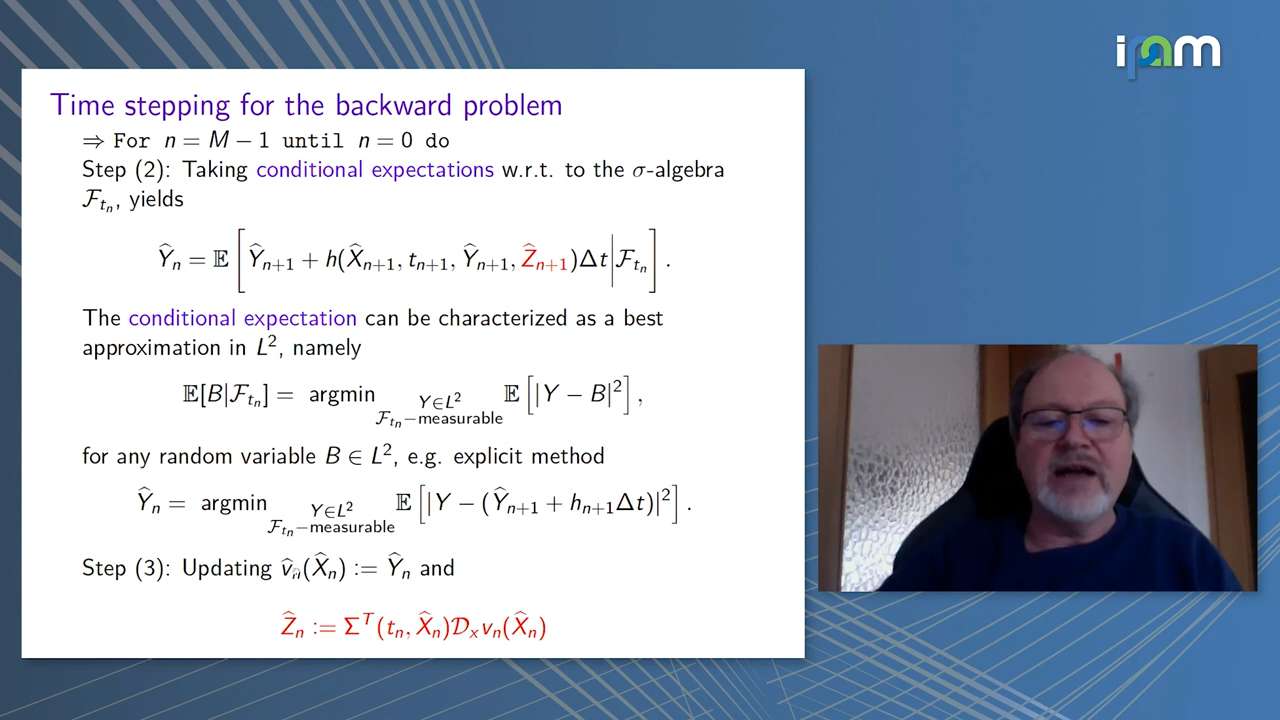 ipam
Time stepping for the backward problem
⇒ For n = M − 1 until n = 0 do
Step (2): Taking conditional expectations w.r.t. to the σ-algebra
ℱ_{t_n}, yields
Ŷ_n = 𝔼 [ Ŷ_{n+1} + h(X̂_{n+1}, t_{n+1}, Ŷ_{n+1}, Ẑ_{n+1})Δt | ℱ_{t_n} ] .
The conditional expectation can be characterized as a best
approximation in L², namely
𝔼[B|ℱ_{t_n}] = argmin_{Y∈L², ℱ_{t_n}−measurable} 𝔼 [|Y − B|²] ,
for any random variable B ∈ L², e.g. explicit method
Ŷ_n = argmin_{Y∈L², ℱ_{t_n}−measurable} 𝔼 [|Y − (Ŷ_{n+1} + h_{n+1}Δt)|²] .
Step (3): Updating v̂_n(X̂_n) := Ŷ_n and
Ẑ_n := Σ^T(t_n, X̂_n)𝒟_x v_n(X̂_n)